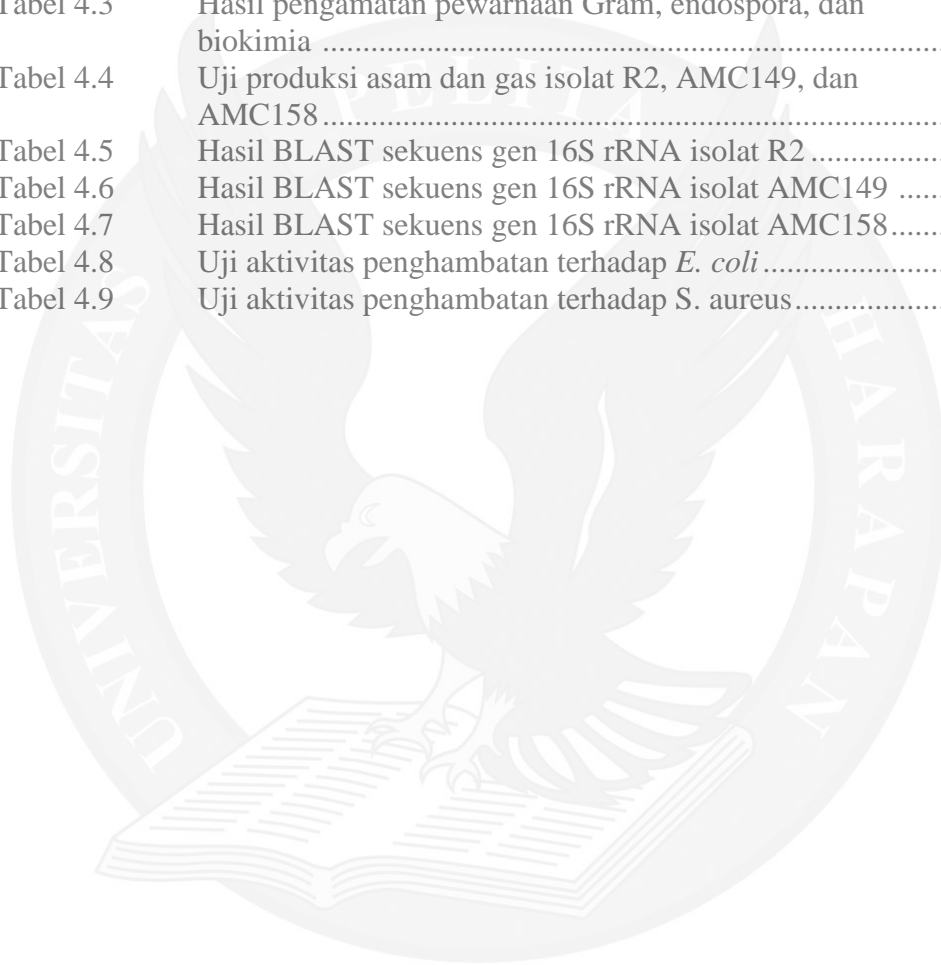 Tabel 4.3 Hasil pengamatan pewarnaan Gram, endospora, dan
biokimia ................................................................................
Tabel 4.4 Uji produksi asam dan gas isolat R2, AMC149, dan
AMC158................................................................................
Tabel 4.5 Hasil BLAST sekuens gen 16S rRNA isolat R2....................
Tabel 4.6 Hasil BLAST sekuens gen 16S rRNA isolat AMC149 ......
Tabel 4.7 Hasil BLAST sekuens gen 16S rRNA isolat AMC158.......
Tabel 4.8 Uji aktivitas penghambatan terhadap E. coli......................
Tabel 4.9 Uji aktivitas penghambatan terhadap S. aureus..................
UNIVERSITAS PELITA HARAPAN